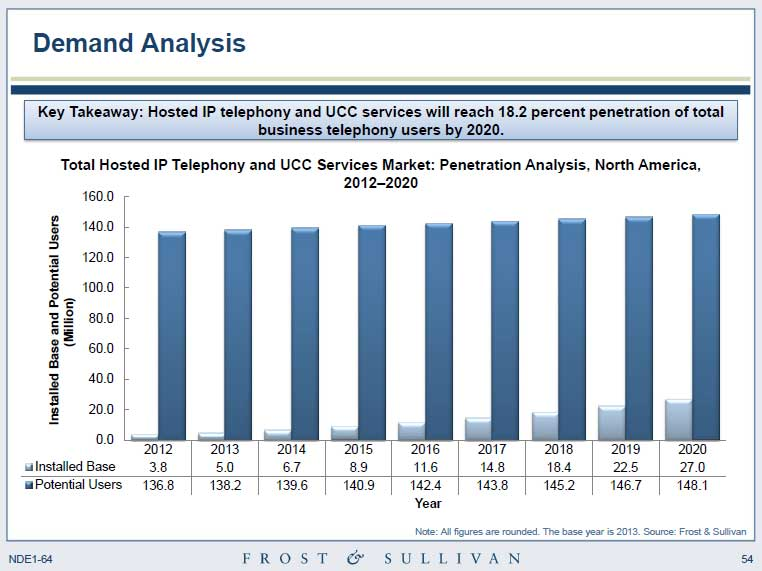 Demand Analysis
Key Takeaway: Hosted IP telephony and UCC services will reach 18.2 percent penetration of total
business telephony users by 2020.
Total Hosted IP Telephony and UCC Services Market: Penetration Analysis, North America,
2012–2020
Installed Base and Potential Users
(Million)
160.0
140.0
120.0
100.0
80.0
60.0
40.0
20.0
0.0
2012 2013 2014 2015 2016 2017 2018 2019 2020
Installed Base 3.8 5.0 6.7 8.9 11.6 14.8 18.4 22.5 27.0
Potential Users 136.8 138.2 139.6 140.9 142.4 143.8 145.2 146.7 148.1
Year
Note: All figures are rounded. The base year is 2013. Source: Frost & Sullivan
NDE1-64 FROST & SULLIVAN 54